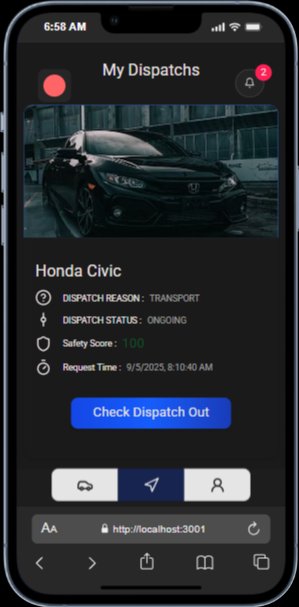 6:58 AM
My Dispatchs
2
Honda Civic
DISPATCH REASON : TRANSPORT
DISPATCH STATUS : ONGOING
Safety Score : 100
Request Time : 9/5/2025, 8:10:40 AM
Check Dispatch Out
AA
http://localhost:3001